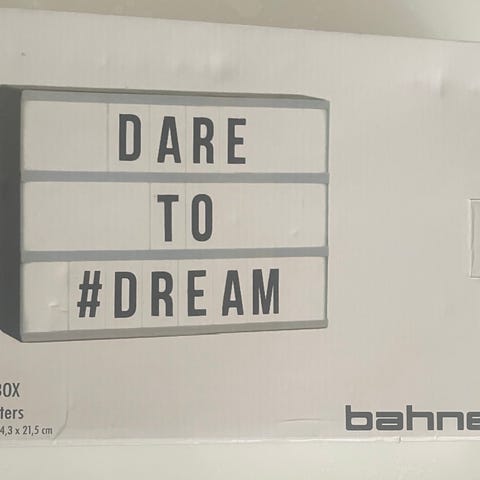 DARE
TO
#DREAM
BOX
ters
4,3 x 21,5 cm
bahne